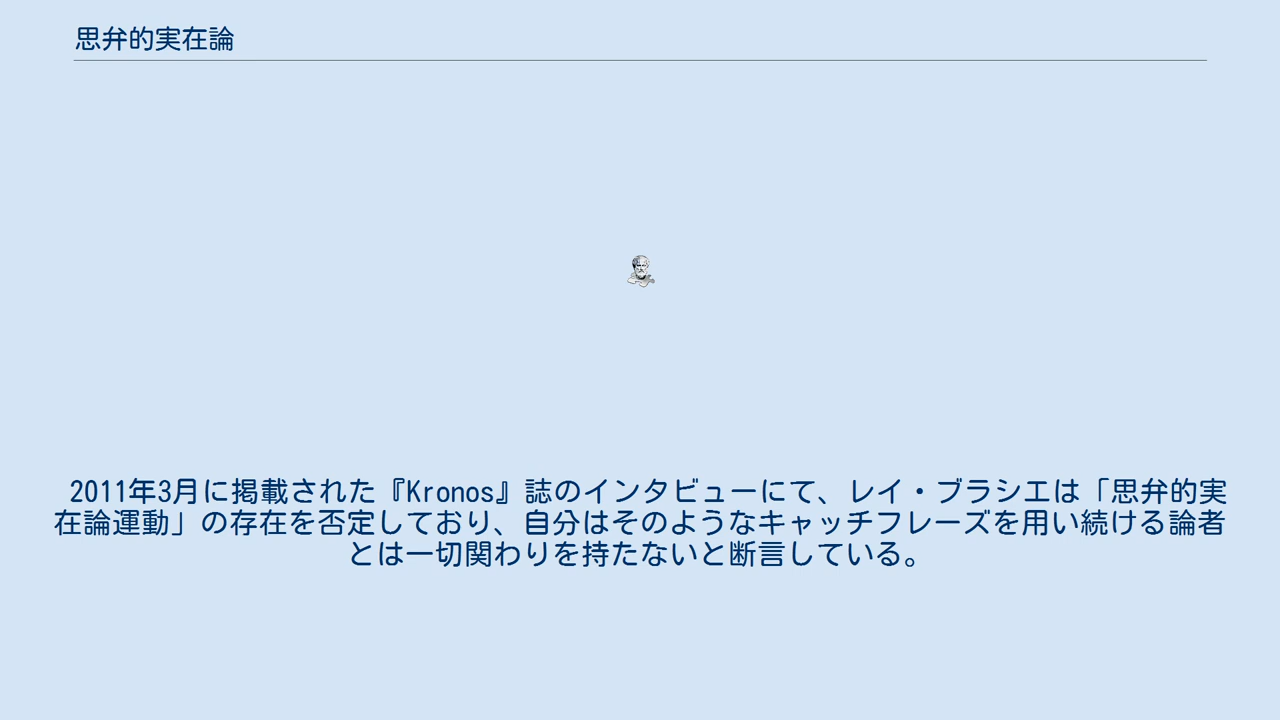 思弁的実在論
2011年3月に掲載された『Kronos』誌のインタビューにて、レイ・ブラシエは「思弁的実
在論運動」の存在を否定しており、自分はそのようなキャッチフレーズを用い続ける論者
とは一切関わりを持たないと断言している。